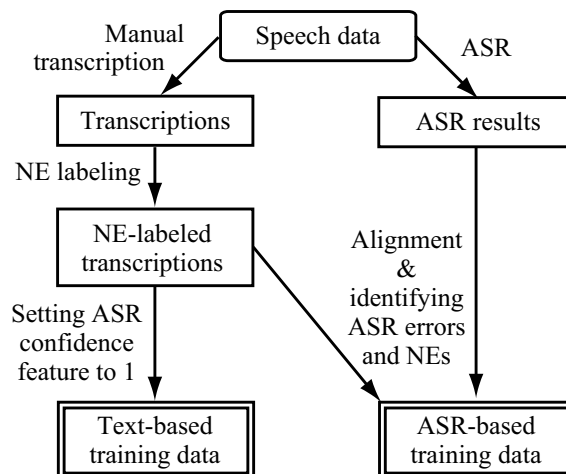 Speech data
Manual
transcription
ASR
Transcriptions
ASR results
NE labeling
NE-labeled
transcriptions
Alignment
&
identifying
ASR errors
and NEs
Setting ASR
confidence
feature to 1
Text-based
training data
ASR-based
training data